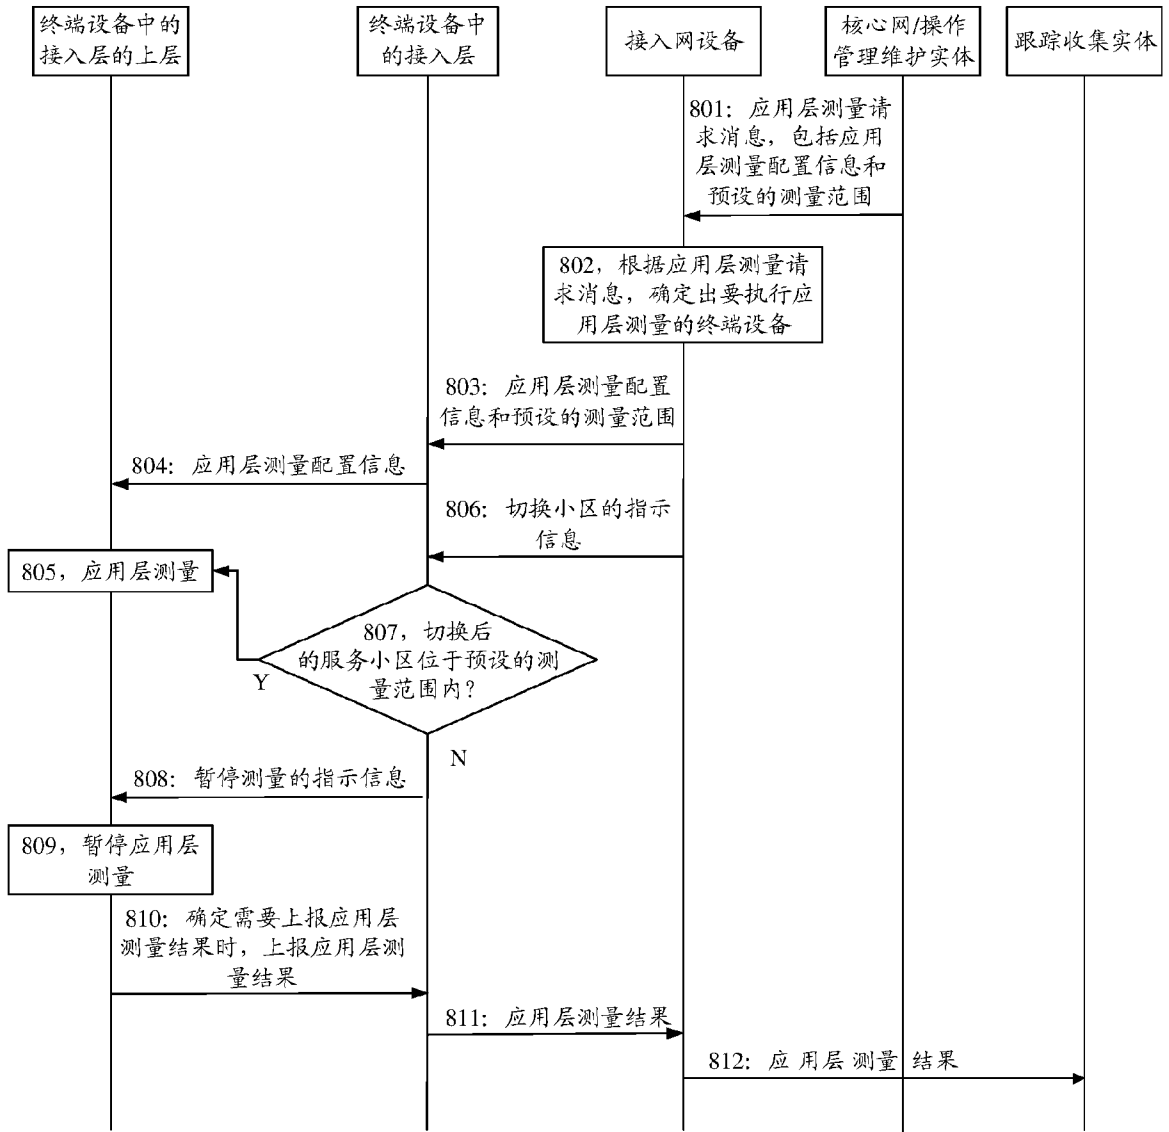 终端设备中的
接入层的上层
终端设备中
的接入层
接入网设备
核心网/操作
管理维护实体
跟踪收集实体
801：应用层测量请
求消息，包括应用
层测量配置信息和
预设的测量范围
802，根据应用层测量请
求消息，确定出要执行应
用层测量的终端设备
803：应用层测量配置
信息和预设的测量范围
804：应用层测量配置信息
806：切换小区的指示
信息
805，应用层测量
807，切换后
的服务小区位于预设的测
量范围内？
Y
N
808：暂停测量的指示信息
809，暂停应用层
测量
810：确定需要上报应用层
测量结果时，上报应用层测
量结果
811：应用层测量结果
812：应用层测量结果